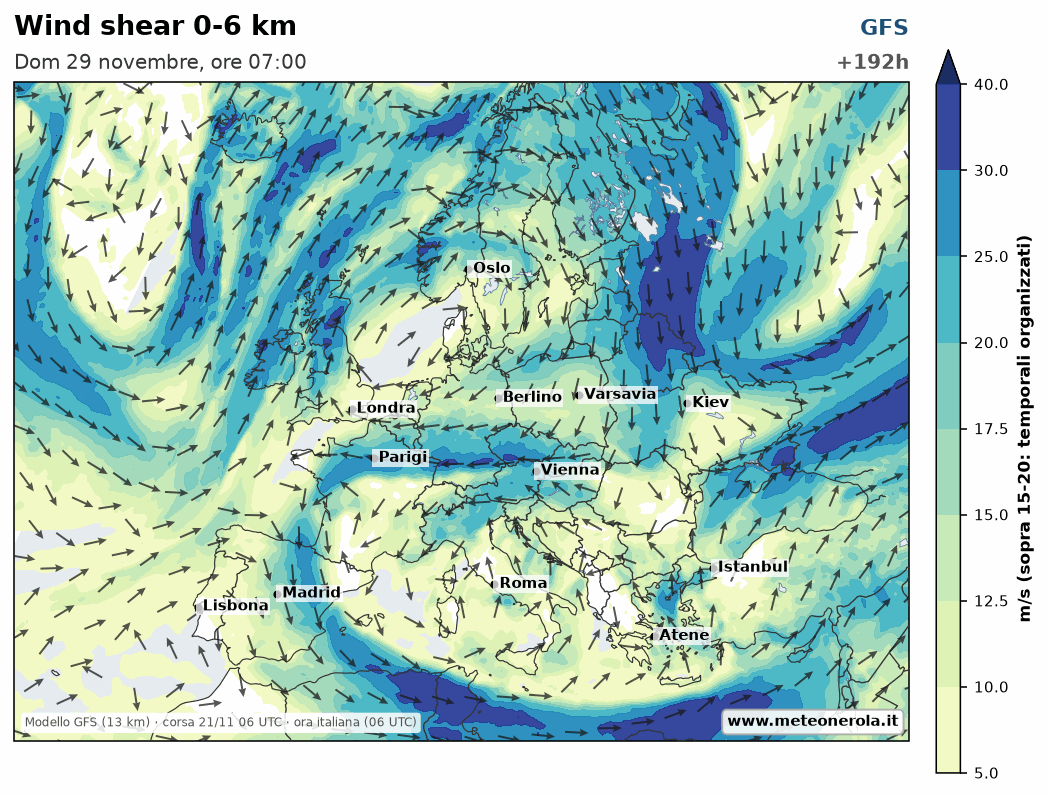 Wind shear 0-6 km
GFS
Dom 29 novembre, ore 07:00
+192h
40.0
30.0
25.0
20.0
17.5
15.0
12.5
10.0
5.0
m/s (sopra 15-20: temporali organizzati)
Oslo
Berlino
Varsavia
Kiev
Londra
Parigi
Vienna
Istanbul
Roma
Madrid
Lisbona
Atene
Modello GFS (13 km) · corsa 21/11 06 UTC · ora italiana (06 UTC)
www.meteonerola.it